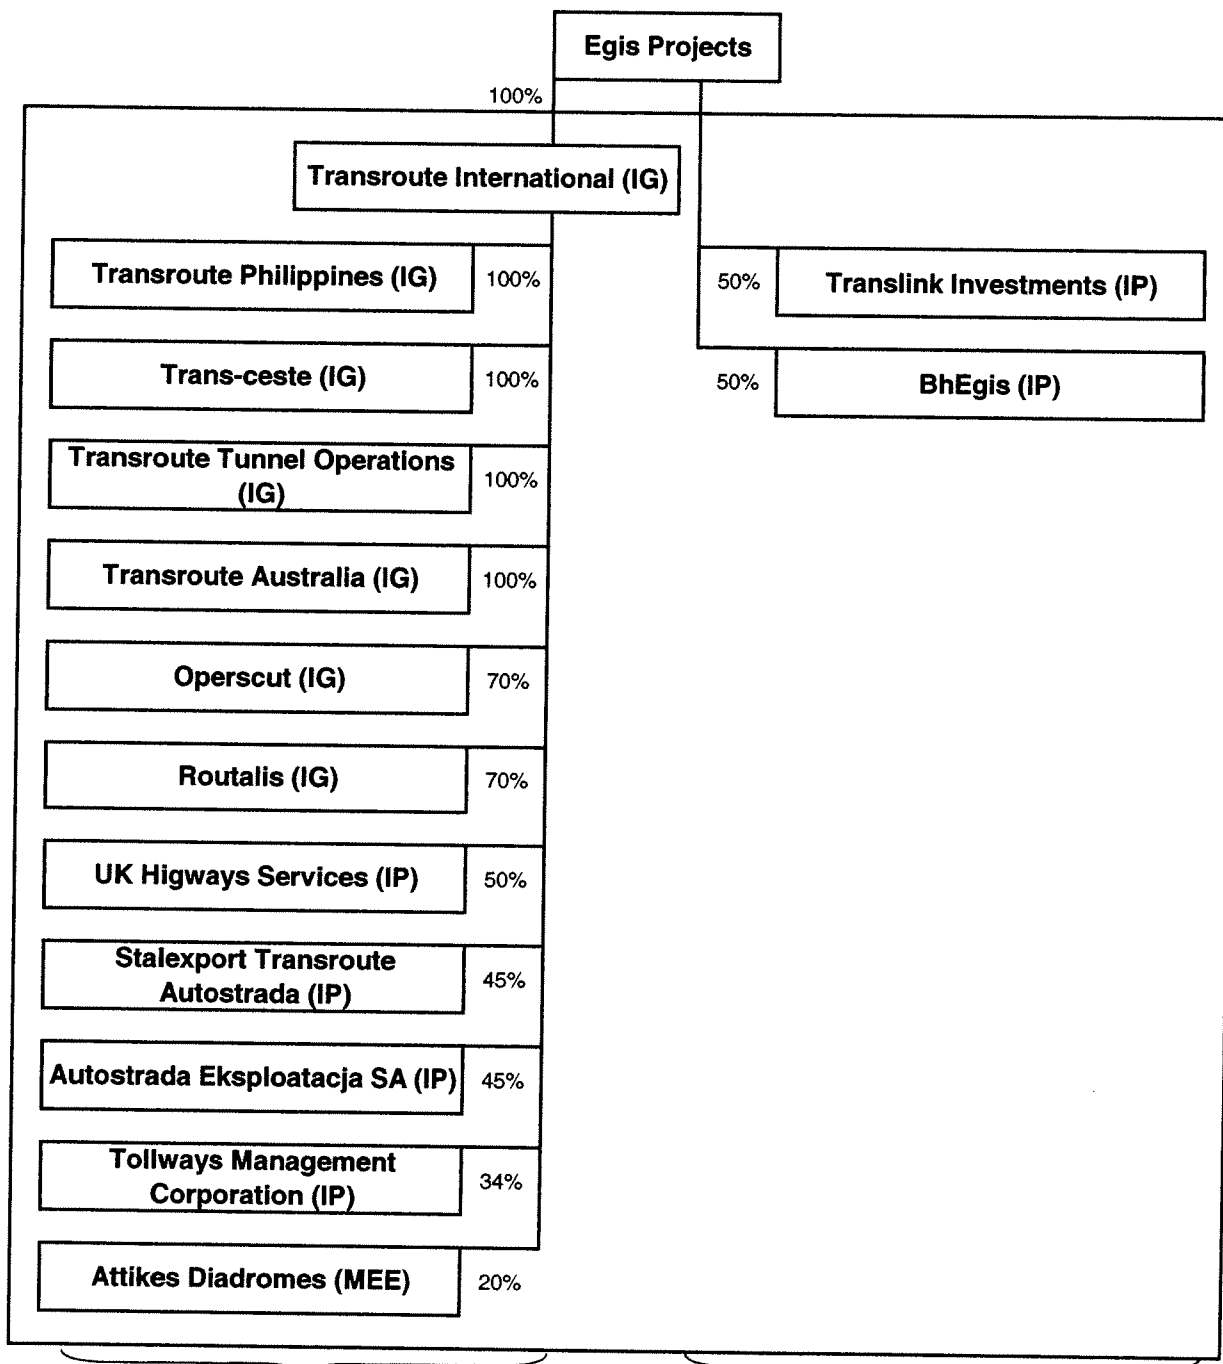 Egis Projects
100%
Transroute International (IG)
Transroute Philippines (IG)
100%
50%
Translink Investments (IP)
Trans-ceste (IG)
100%
50%
BhEgis (IP)
Transroute Tunnel Operations
(IG)
100%
Transroute Australia (IG)
100%
Operscut (IG)
70%
Routalis (IG)
70%
UK Higways Services (IP)
50%
Stalexport Transroute
Autostrada (IP)
45%
Autostrada Eksploatacja SA (IP)
45%
Tollways Management
Corporation (IP)
34%
Attikes Diadromes (MEE)
20%